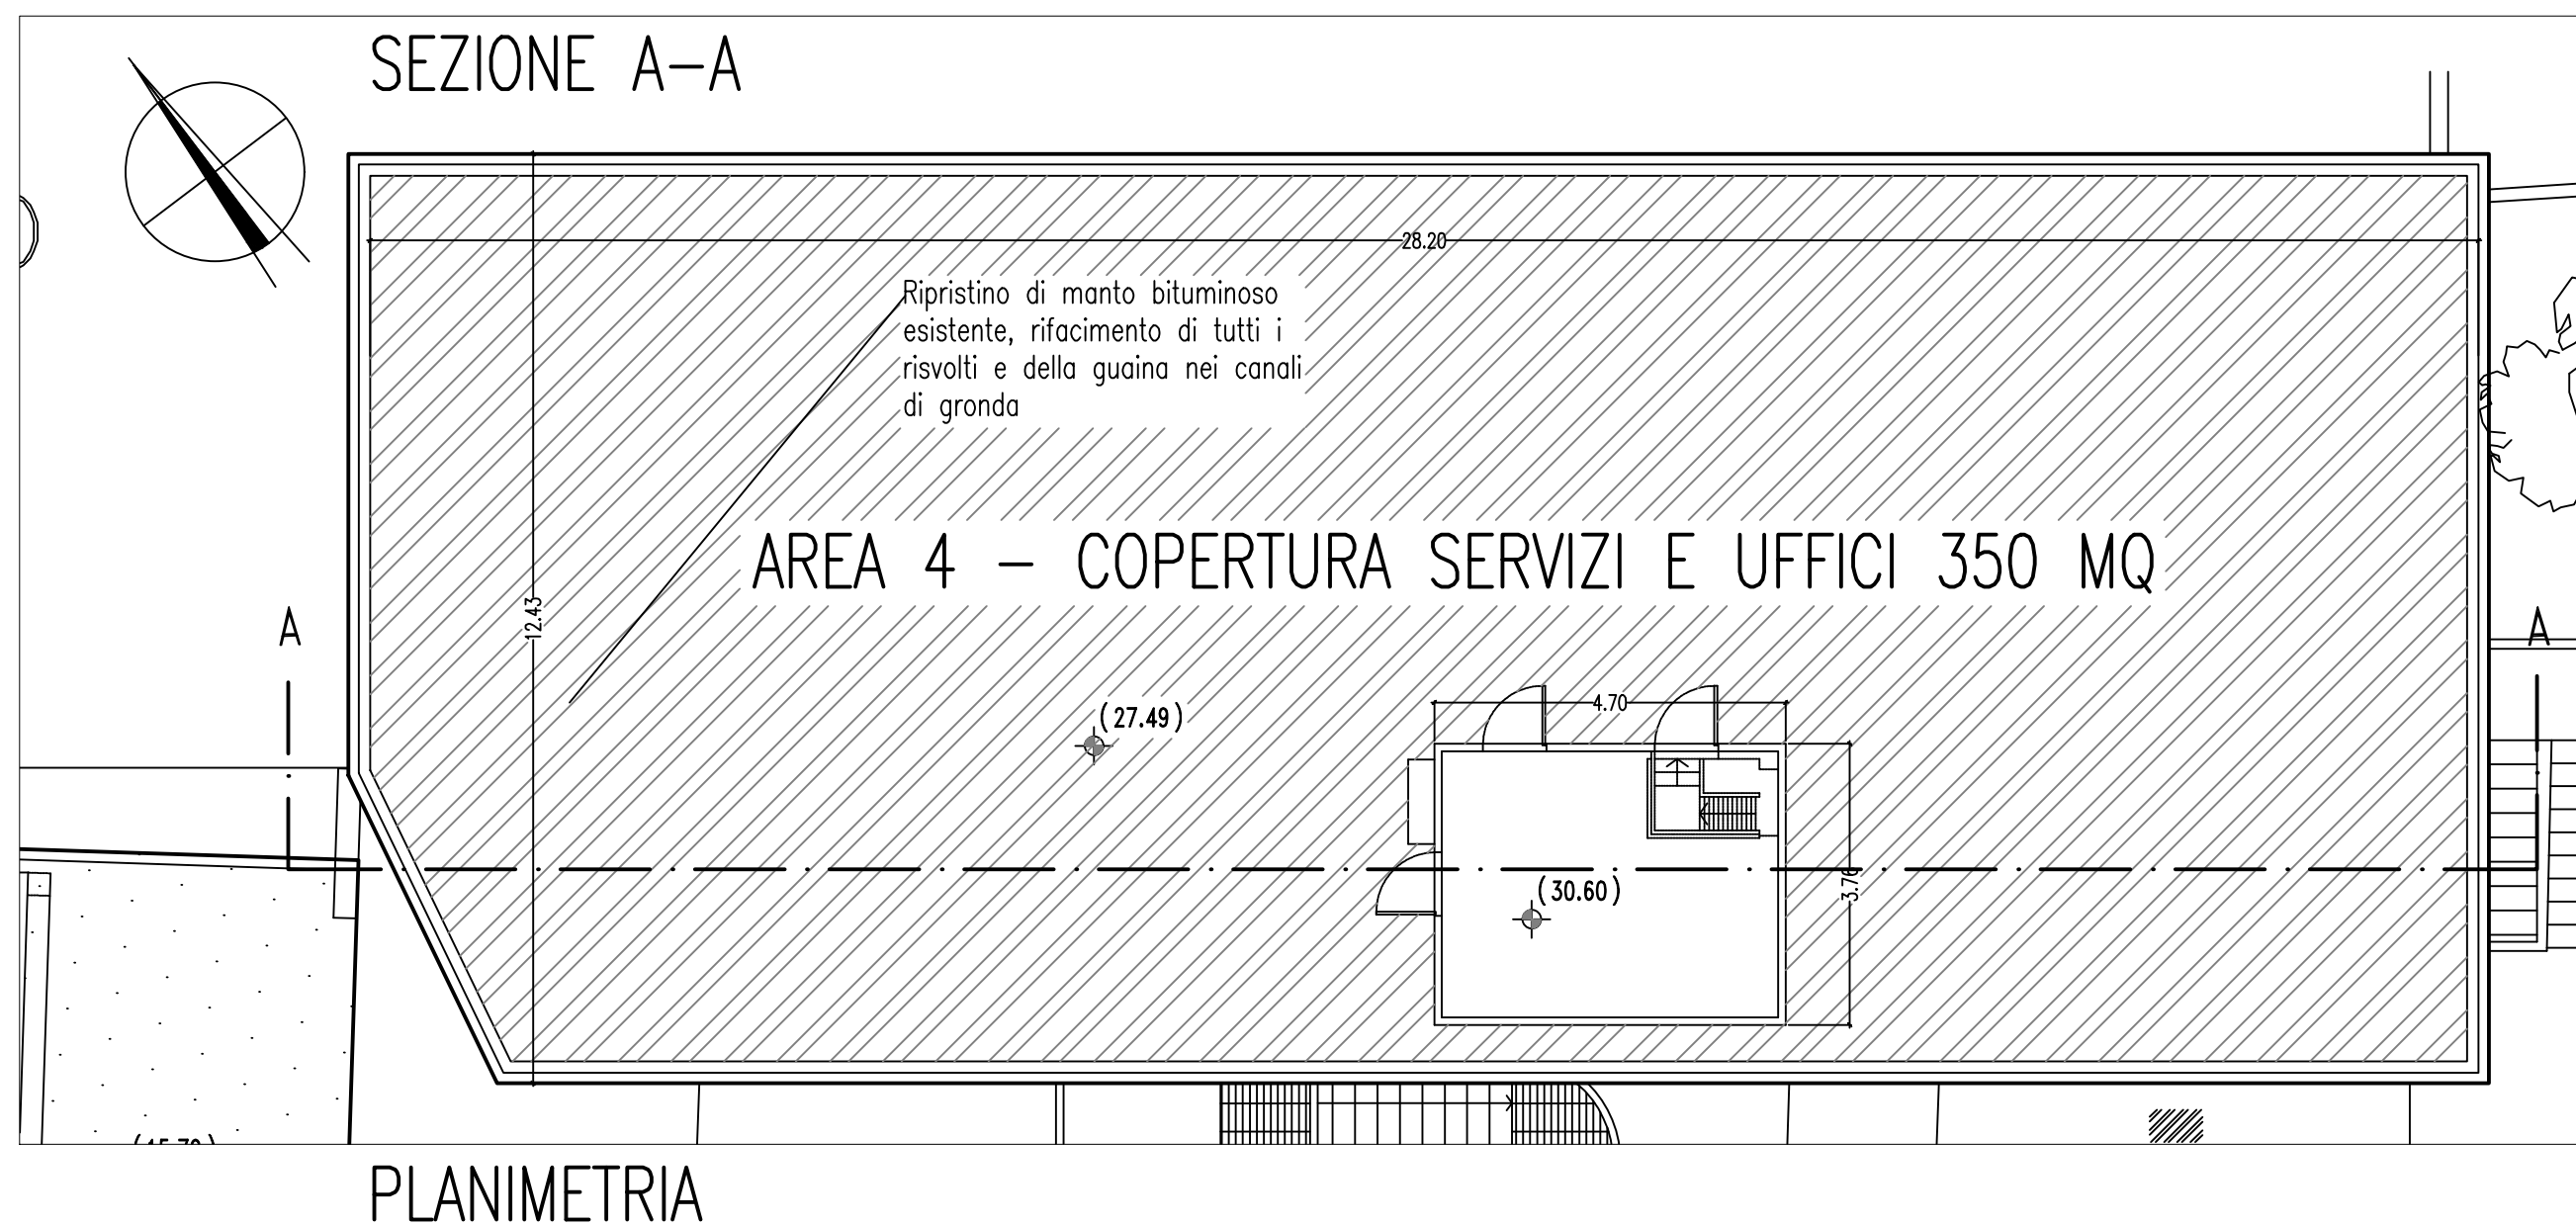 SEZIONE A-A
28.20
Ripristino di manto bituminoso
esistente, rifacimento di tutti i
risvolti e della guaina nei canali
di gronda
AREA 4 - COPERTURA SERVIZI E UFFICI 350 MQ
12.43
A
A
(27.49)
4.70
3.76
(30.60)
PLANIMETRIA